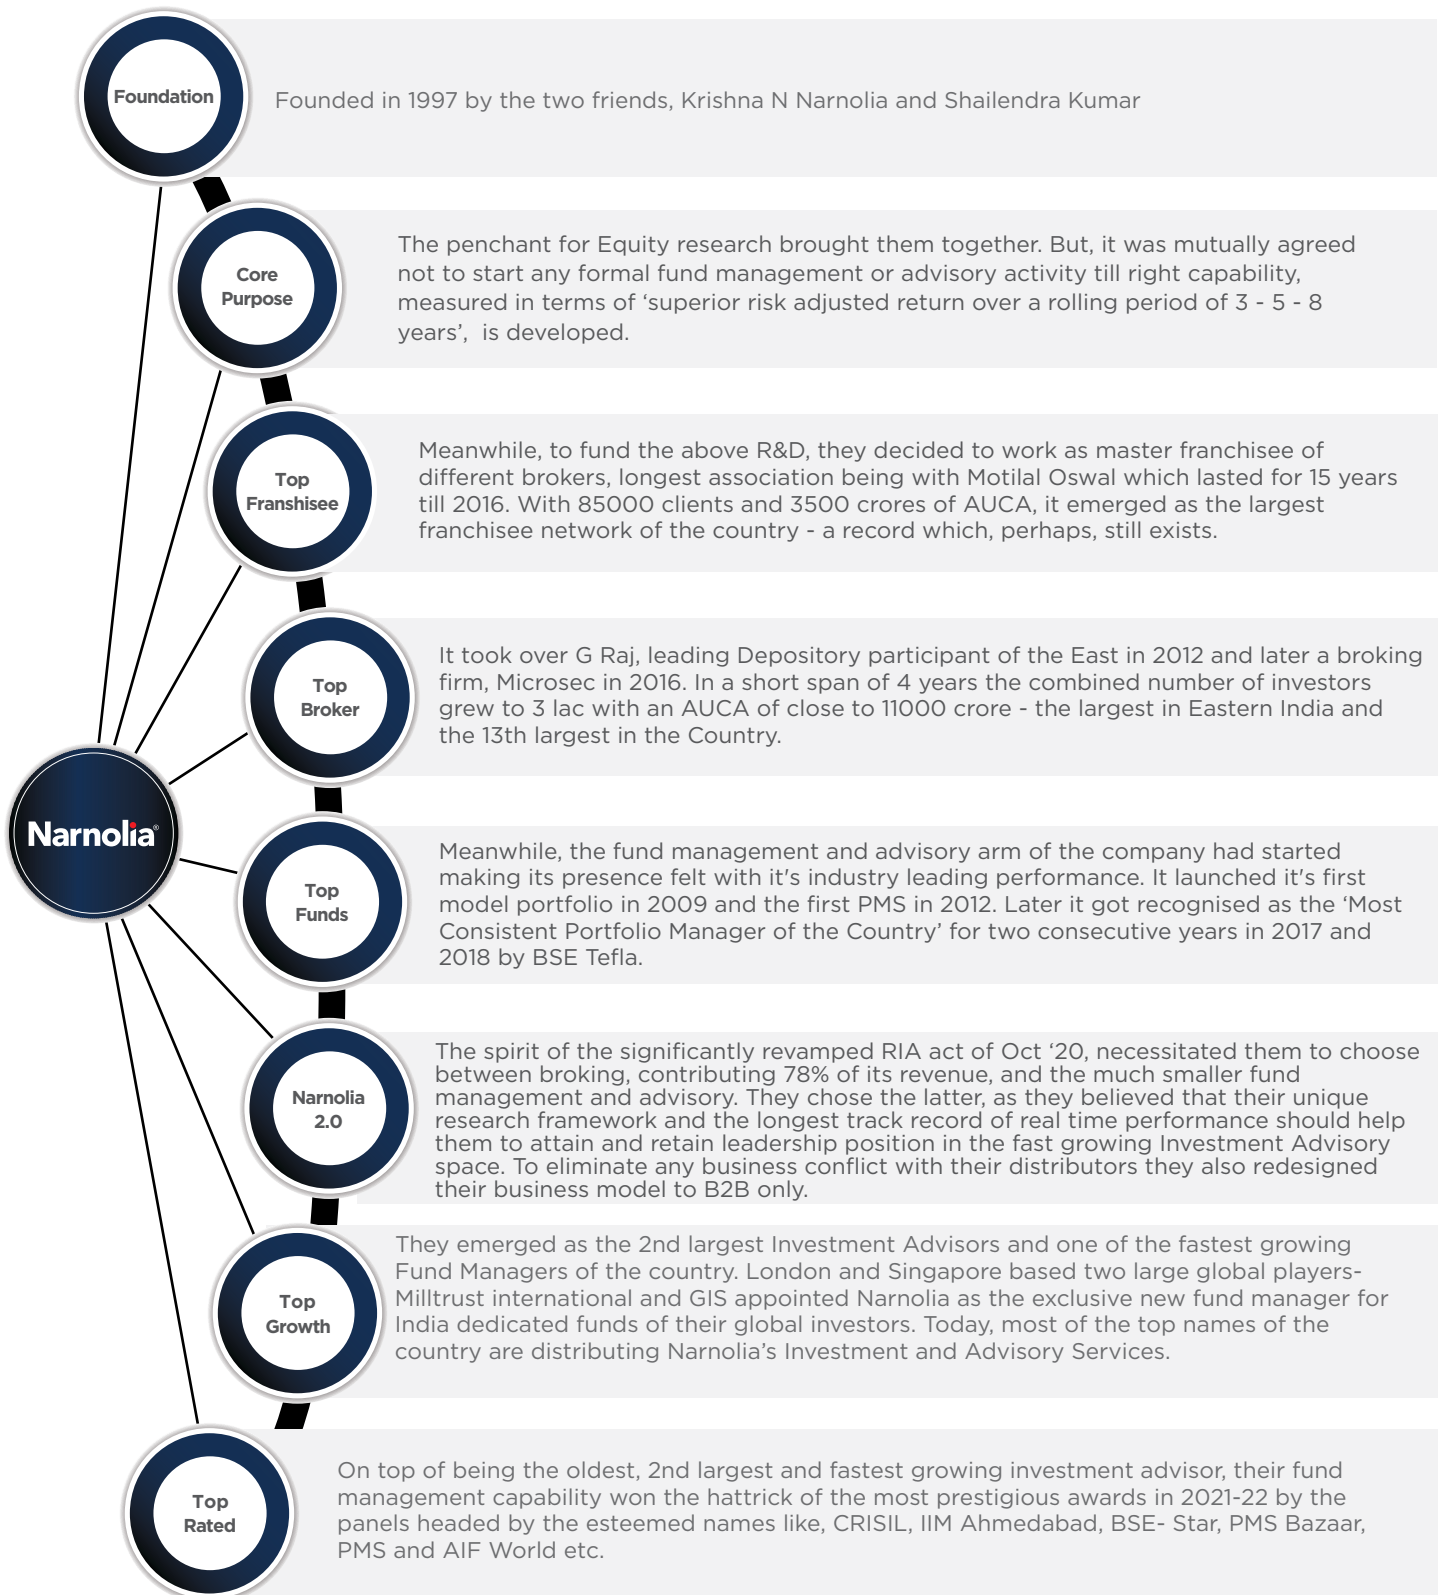 Foundation
Founded in 1997 by the two friends, Krishna N Narnolia and Shailendra Kumar
Core
Purpose
The penchant for Equity research brought them together. But, it was mutually agreed
not to start any formal fund management or advisory activity till right capability,
measured in terms of ‘superior risk adjusted return over a rolling period of 3 - 5 - 8
years’,  is developed.
Top
Franshisee
Meanwhile, to fund the above R&D, they decided to work as master franchisee of
different brokers, longest association being with Motilal Oswal which lasted for 15 years
till 2016. With 85000 clients and 3500 crores of AUCA, it emerged as the largest
franchisee network of the country - a record which, perhaps, still exists.
Top
Broker
It took over G Raj, leading Depository participant of the East in 2012 and later a broking
firm, Microsec in 2016. In a short span of 4 years the combined number of investors
grew to 3 lac with an AUCA of close to 11000 crore - the largest in Eastern India and
the 13th largest in the Country.
Narnolia®
Top
Funds
Meanwhile, the fund management and advisory arm of the company had started
making its presence felt with it's industry leading performance. It launched it's first
model portfolio in 2009 and the first PMS in 2012. Later it got recognised as the ‘Most
Consistent Portfolio Manager of the Country’ for two consecutive years in 2017 and
2018 by BSE Tefla.
Narnolia
2.0
The spirit of the significantly revamped RIA act of Oct ‘20, necessitated them to choose
between broking, contributing 78% of its revenue, and the much smaller fund
management and advisory. They chose the latter, as they believed that their unique
research framework and the longest track record of real time performance should help
them to attain and retain leadership position in the fast growing Investment Advisory
space. To eliminate any business conflict with their distributors they also redesigned
their business model to B2B only.
Top
Growth
They emerged as the 2nd largest Investment Advisors and one of the fastest growing
Fund Managers of the country. London and Singapore based two large global players-
Milltrust international and GIS appointed Narnolia as the exclusive new fund manager for
India dedicated funds of their global investors. Today, most of the top names of the
country are distributing Narnolia’s Investment and Advisory Services.
Top
Rated
On top of being the oldest, 2nd largest and fastest growing investment advisor, their fund
management capability won the hattrick of the most prestigious awards in 2021-22 by the
panels headed by the esteemed names like, CRISIL, IIM Ahmedabad, BSE- Star, PMS Bazaar,
PMS and AIF World etc.